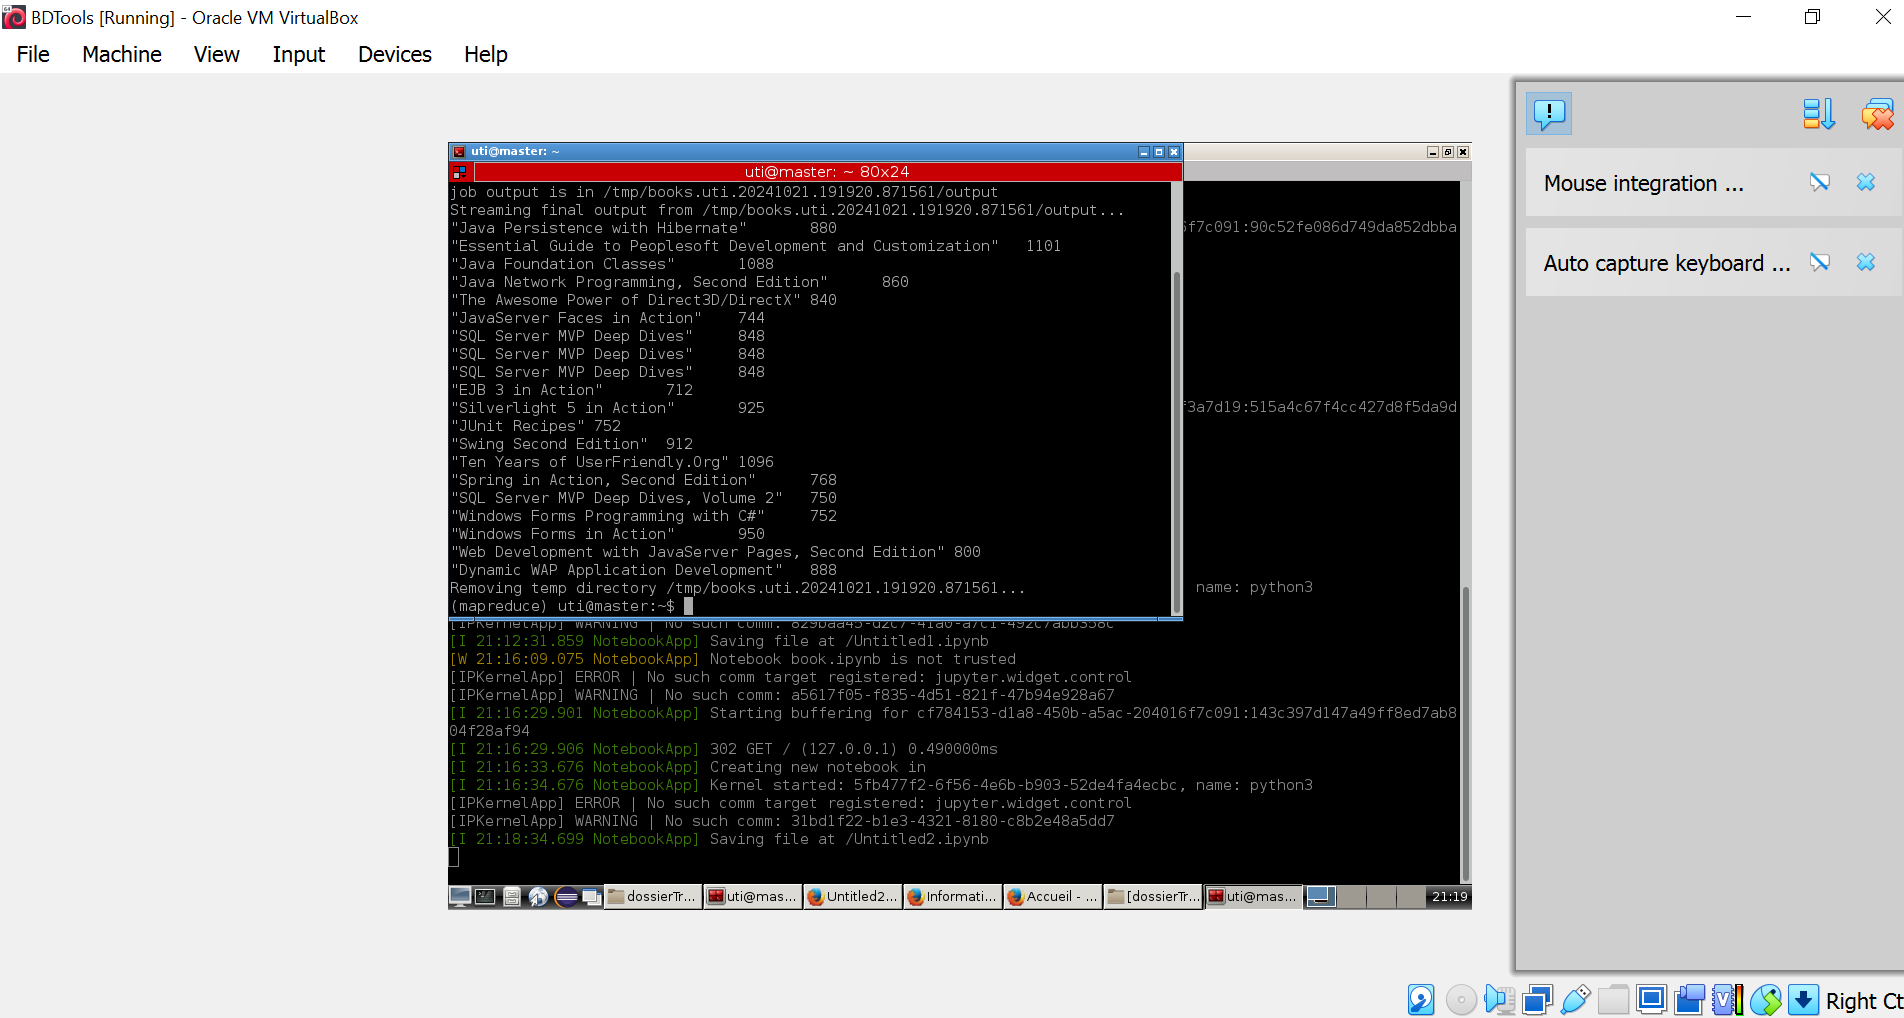 BDTools [Running] - Oracle VM VirtualBox
File Machine View Input Devices Help
Mouse integration ...
Auto capture keyboard ...
uti@master: ~
uti@master: ~ 80x24
job output is in /tmp/books.uti.20241021.191920.871561/output
Streaming final output from /tmp/books.uti.20241021.191920.871561/output...
"Java Persistence with Hibernate" 880
"Essential Guide to Peoplesoft Development and Customization" 1101
"Java Foundation Classes" 1088
"Java Network Programming, Second Edition" 860
"The Awesome Power of Direct3D/DirectX" 840
"JavaServer Faces in Action" 744
"SQL Server MVP Deep Dives" 848
"SQL Server MVP Deep Dives" 848
"SQL Server MVP Deep Dives" 848
"EJB 3 in Action" 712
"Silverlight 5 in Action" 925
"JUnit Recipes" 752
"Swing Second Edition" 912
"Ten Years of UserFriendly.Org" 1096
"Spring in Action, Second Edition" 768
"SQL Server MVP Deep Dives, Volume 2" 750
"Windows Forms Programming with C#" 752
"Windows Forms in Action" 950
"Web Development with JavaServer Pages, Second Edition" 800
"Dynamic WAP Application Development" 888
Removing temp directory /tmp/books.uti.20241021.191920.871561...
(mapreduce) uti@master:~$
6f7c091:90c52fe086d749da852dbba
f3a7d19:515a4c67f4cc427d8f5da9d
name: python3
[IPKernelApp] WARNING | No such comm: 829baa45-d2c7-41a0-a7c1-492c7abb358c
[I 21:12:31.859 NotebookApp] Saving file at /Untitled1.ipynb
[W 21:16:09.075 NotebookApp] Notebook book.ipynb is not trusted
[IPKernelApp] ERROR | No such comm target registered: jupyter.widget.control
[IPKernelApp] WARNING | No such comm: a5617f05-f835-4d51-821f-47b94e928a67
[I 21:16:29.901 NotebookApp] Starting buffering for cf784153-d1a8-450b-a5ac-204016f7c091:143c397d147a49ff8ed7ab8
04f28af94
[I 21:16:29.906 NotebookApp] 302 GET / (127.0.0.1) 0.490000ms
[I 21:16:33.676 NotebookApp] Creating new notebook in
[I 21:16:34.676 NotebookApp] Kernel started: 5fb477f2-6f56-4e6b-b903-52de4fa4ecbc, name: python3
[IPKernelApp] ERROR | No such comm target registered: jupyter.widget.control
[IPKernelApp] WARNING | No such comm: 31bd1f22-b1e3-4321-8180-c8b2e48a5dd7
[I 21:18:34.699 NotebookApp] Saving file at /Untitled2.ipynb
dossierTr... uti@mas... Untitled2... Informati... Accueil - ... [dossierTr... uti@mas... 21:19
Right Ct